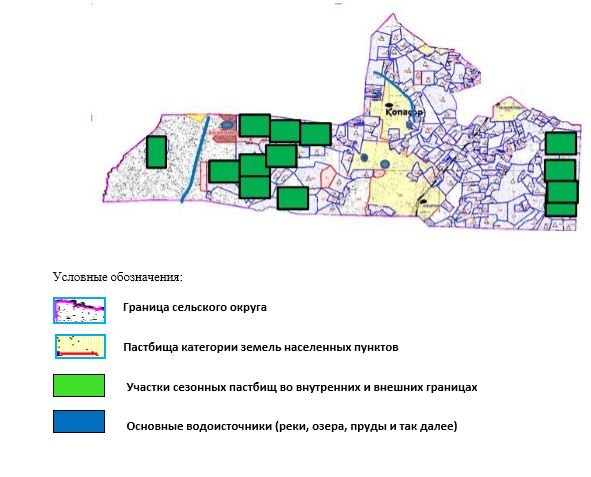 Копасор
Условные обозначения:
Граница сельского округа
Пастбища категории земель населенных пунктов
Участки сезонных пастбищ во внутренних и внешних границах
Основные водоисточники (реки, озера, пруды и так далее)